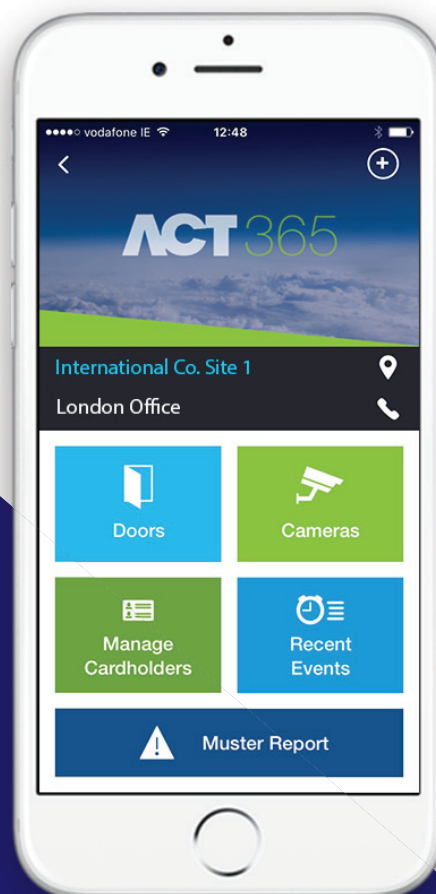 vodafone IE 12:48
ACT365
International Co. Site 1
London Office
Doors
Cameras
Manage
Cardholders
Recent
Events
Muster Report